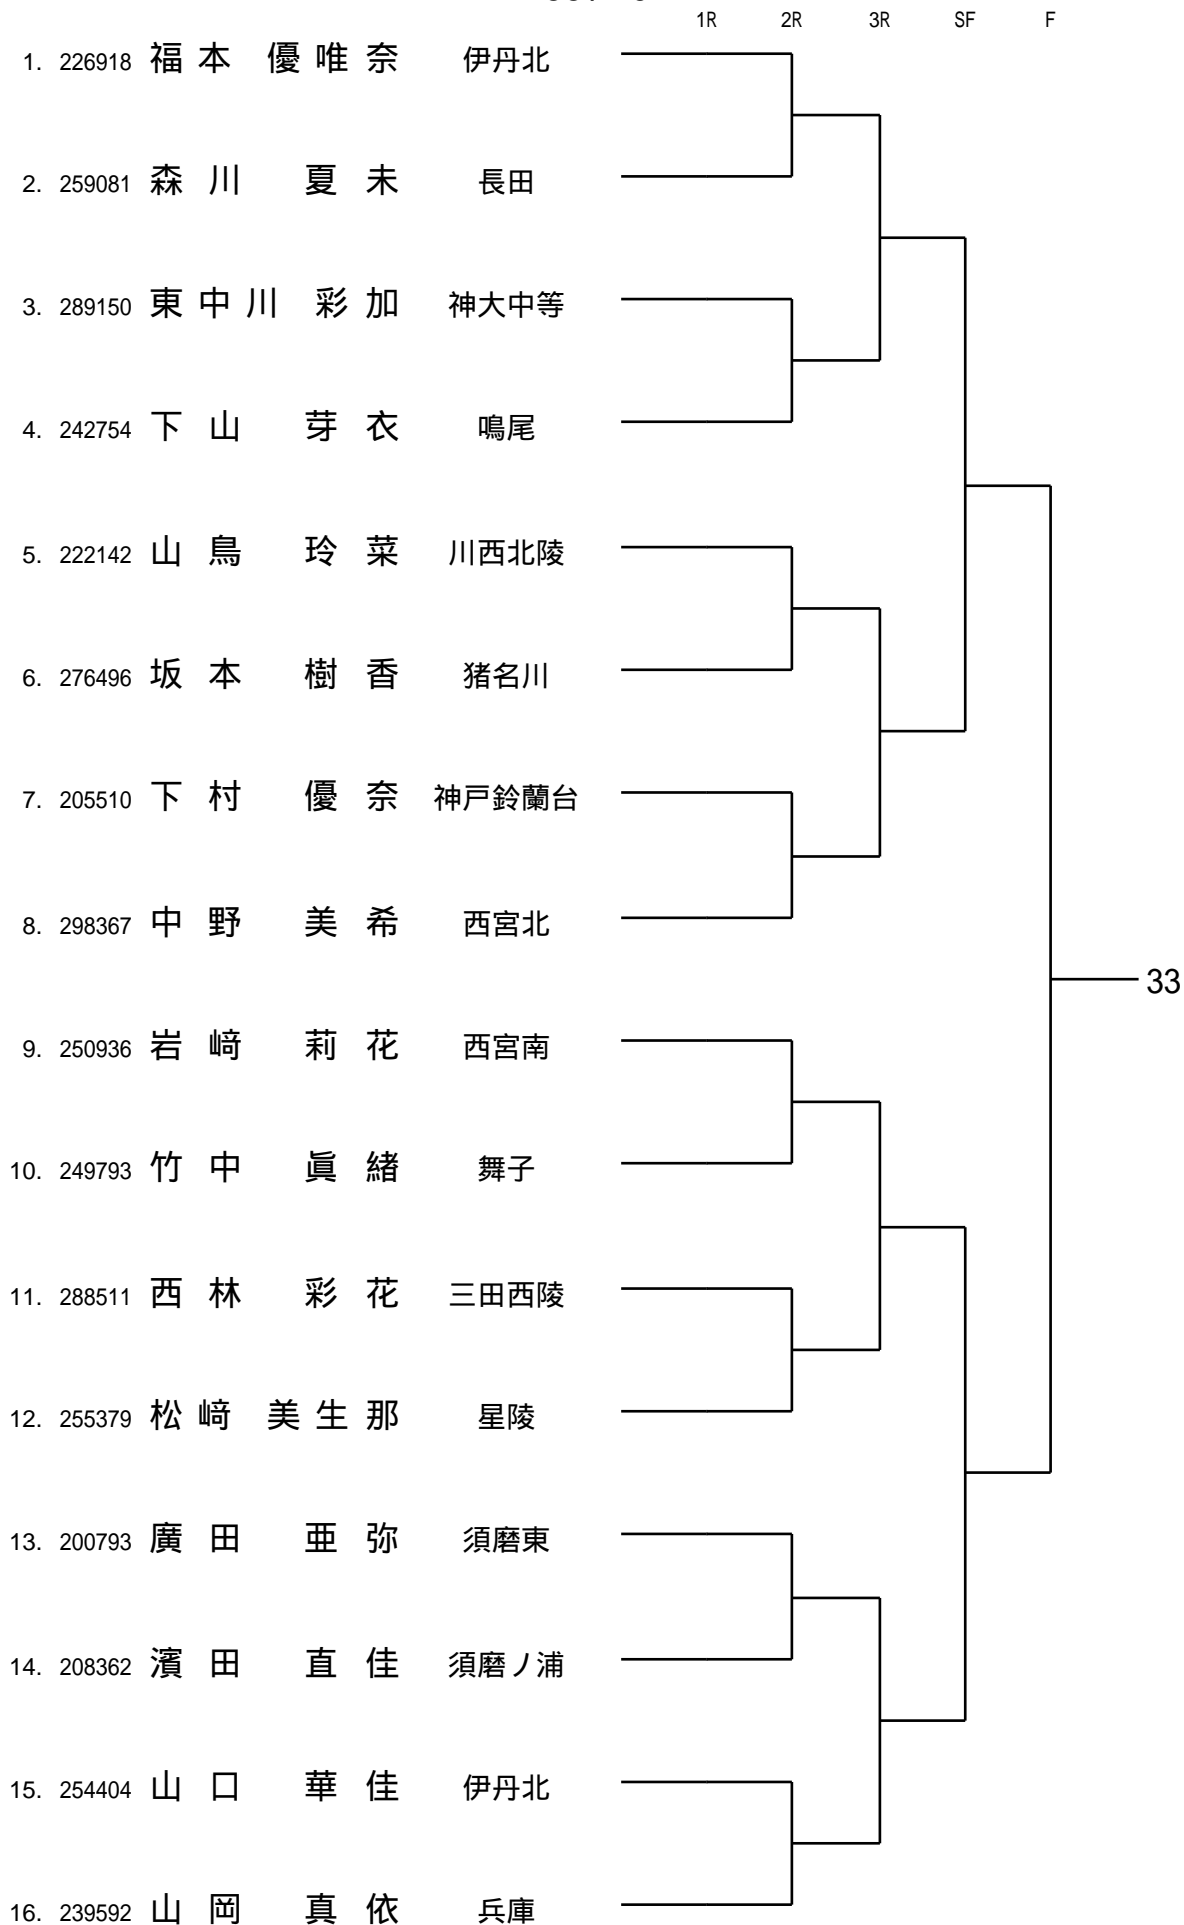 1R 2R 3R SF F
1. 226918 福本 優唯奈 伊丹北
2. 259081 森川 夏未 長田
3. 289150 東中川 彩加 神大中等
4. 242754 下山 芽衣 鳴尾
5. 222142 山鳥 玲菜 川西北陵
6. 276496 坂本 樹香 猪名川
7. 205510 下村 優奈 神戸鈴蘭台
8. 298367 中野 美希 西宮北
33
9. 250936 岩﨑 莉花 西宮南
10. 249793 竹中 眞緒 舞子
11. 288511 西林 彩花 三田西陵
12. 255379 松﨑 美生那 星陵
13. 200793 廣田 亜弥 須磨東
14. 208362 濱田 直佳 須磨ノ浦
15. 254404 山口 華佳 伊丹北
16. 239592 山岡 真依 兵庫